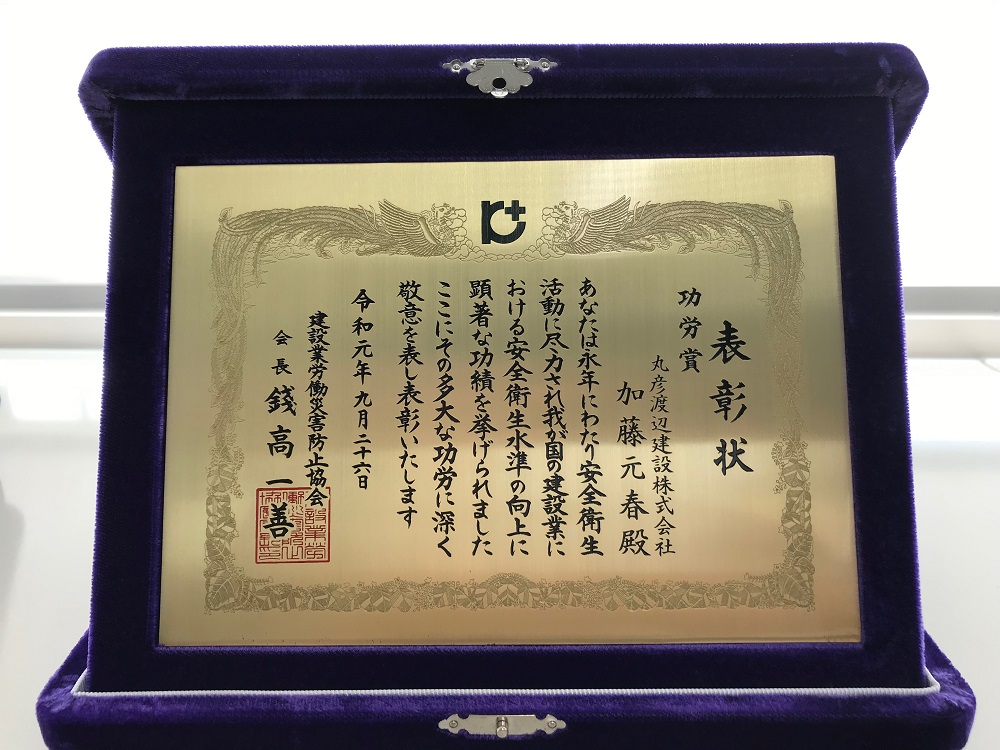 表彰状
功労賞
丸彦渡辺建設株式会社
加藤元春殿
あなたは永年にわたり安全衛生
活動に尽力され我が国の建設業に
おける安全衛生水準の向上に
顕著な功績を挙げられました
ここにその多大な功労に深く
敬意を表し表彰いたします
令和元年九月二十六日
建設業労働災害防止協会
会長 錢高一善